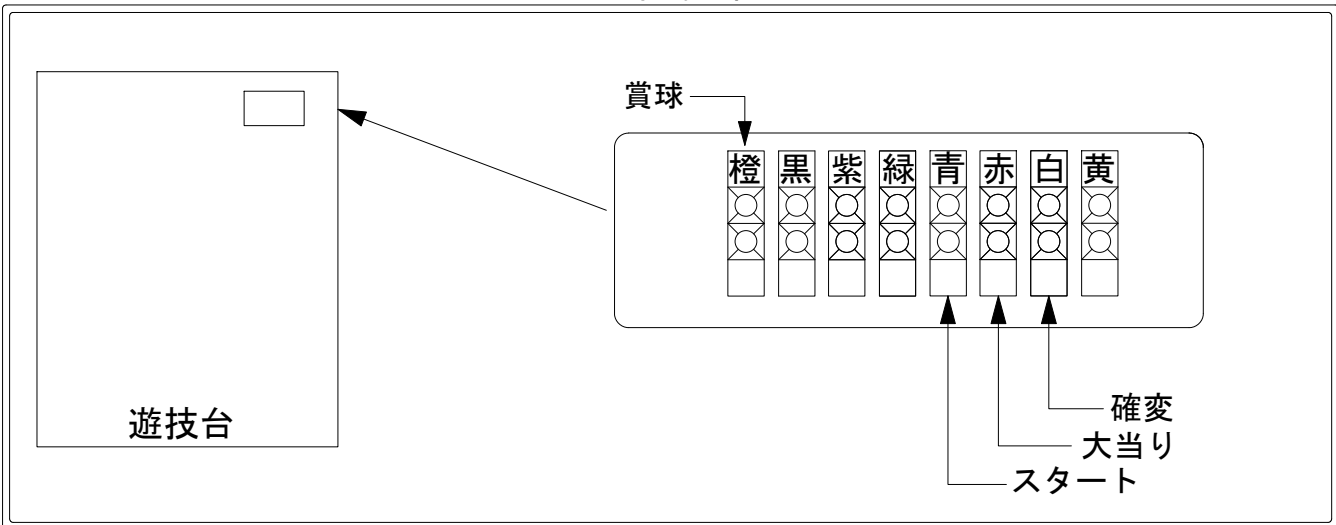 賞球
橙 黒 紫 緑 青 赤 白 黄
確変
遊技台
大当り
スタート